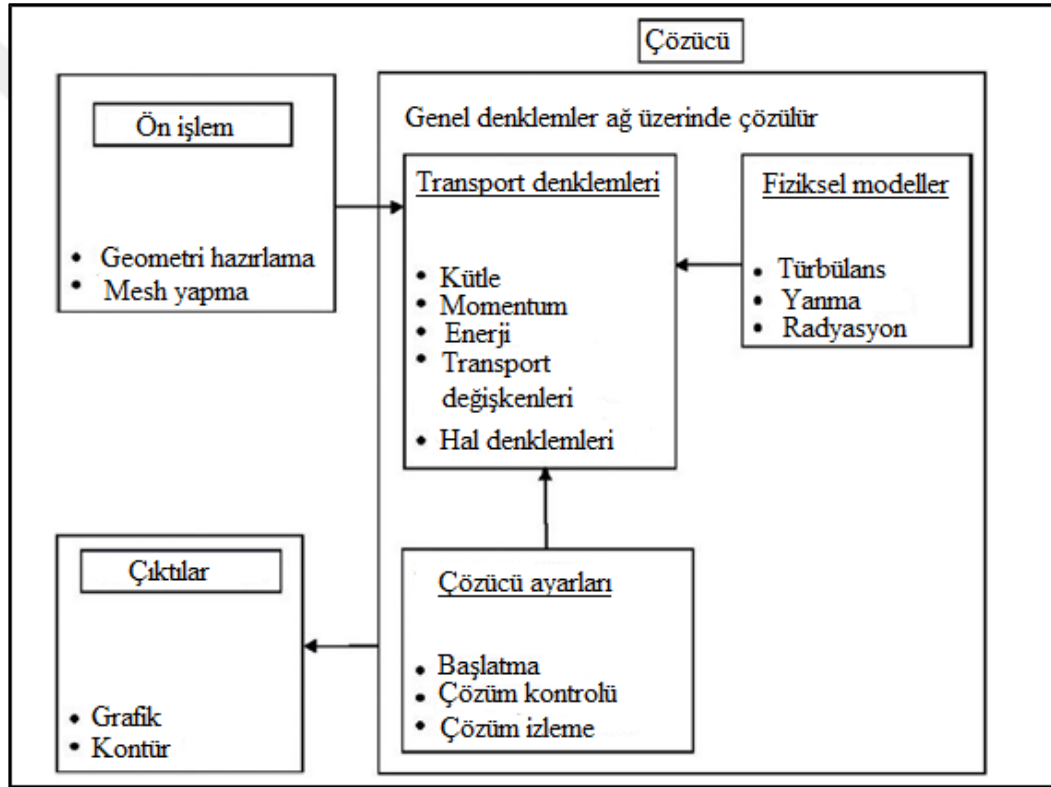 Çözücü
Ön işlem
• Geometri hazırlama
• Mesh yapma
Genel denklemler ağ üzerinde çözülür
Transport denklemleri
• Kütle
• Momentum
• Enerji
• Transport
değişkenleri
• Hal denklemleri
Fiziksel modeller
• Türbülans
• Yanma
• Radyasyon
Çıktılar
• Grafik
• Kontür
Çözücü ayarları
• Başlatma
• Çözüm kontrolü
• Çözüm izleme